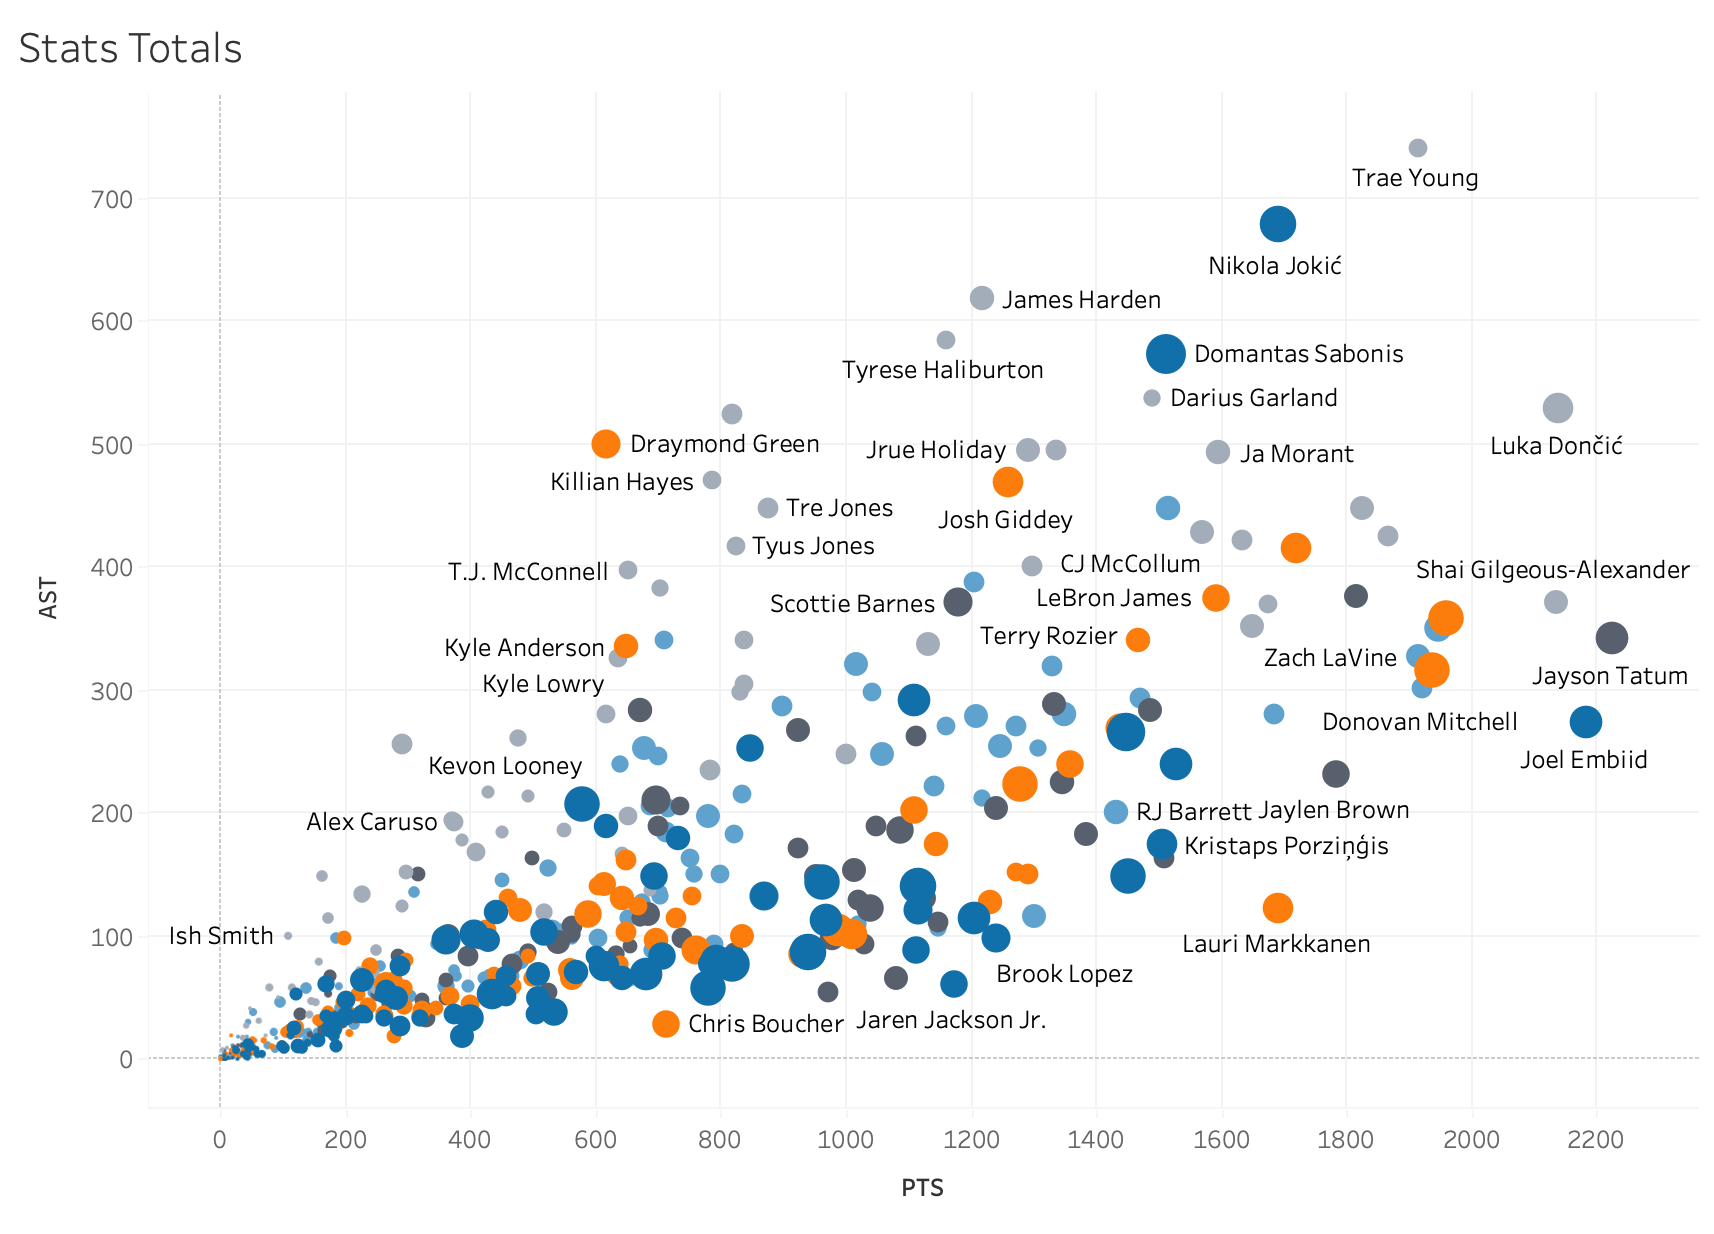 Stats Totals
Trae Young
700
Nikola Jokić
James Harden
600
Domantas Sabonis
Tyrese Haliburton
Darius Garland
500
Draymond Green
Jrue Holiday
Ja Morant
Luka Dončić
Killian Hayes
Tre Jones
Josh Giddey
Tyus Jones
400
T.J. McConnell
CJ McCollum
Shai Gilgeous-Alexander
AST
Scottie Barnes
LeBron James
Kyle Anderson
Terry Rozier
Zach LaVine
Jayson Tatum
Kyle Lowry
300
Donovan Mitchell
Kevon Looney
Joel Embiid
200
Alex Caruso
RJ Barrett
Jaylen Brown
Kristaps Porziņģis
100
Ish Smith
Lauri Markkanen
Brook Lopez
Chris Boucher
Jaren Jackson Jr.
0
0 200 400 600 800 1000 1200 1400 1600 1800 2000 2200
PTS